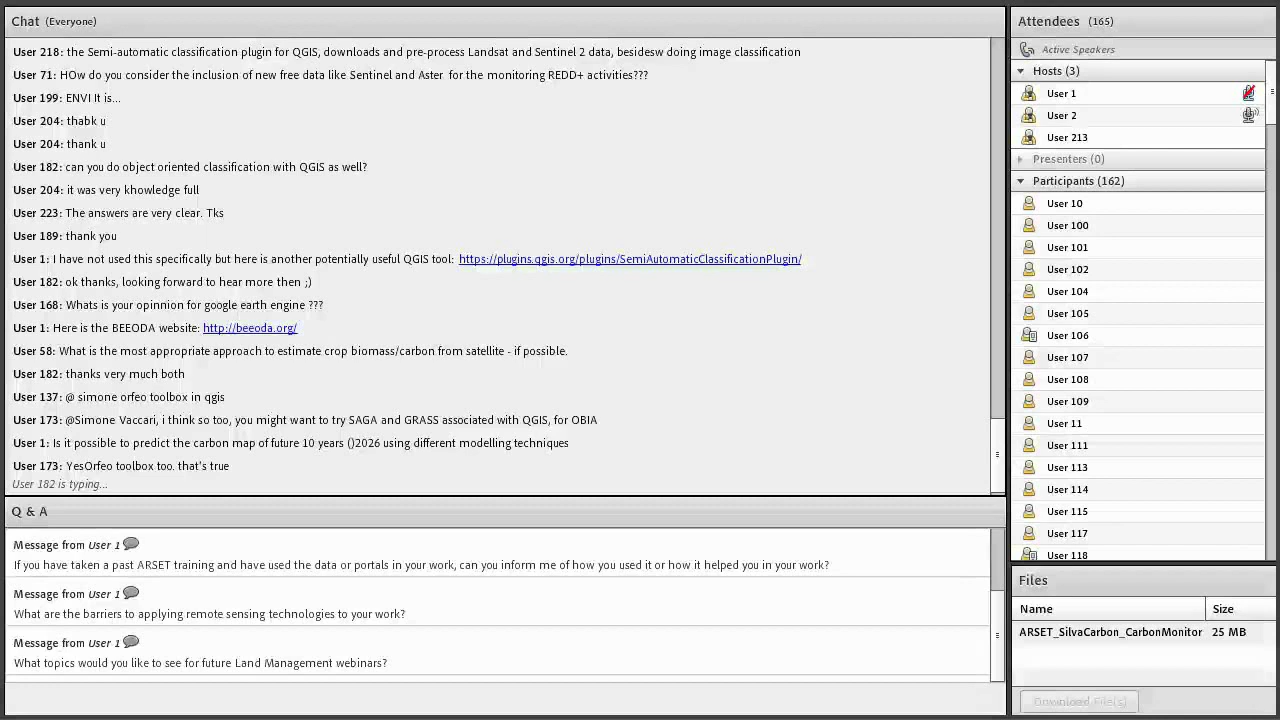 Chat (Everyone)
User 218: the Semi-automatic classification plugin for QGIS, downloads and pre-process Landsat and Sentinel 2 data, besidesw doing image classification
User 71: HOw do you consider the inclusion of new free data like Sentinel and Aster for the monitoring REDD+ activities???
User 199: ENVI It is...
User 204: thabk u
User 204: thank u
User 182: can you do object oriented classification with QGIS as well?
User 204: it was very khowledge full
User 223: The answers are very clear. Tks
User 189: thank you
User 1: I have not used this specifically but here is another potentially useful QGIS tool: https://plugins.qgis.org/plugins/SemiAutomaticClassificationPlugin/
User 182: ok thanks, looking forward to hear more then ;)
User 168: Whats is your opinnion for google earth engine ???
User 1: Here is the BEEODA website: http://beeoda.org/
User 58: What is the most appropriate approach to estimate crop biomass/carbon from satellite - if possible.
User 182: thanks very much both
User 137: @ simone orfeo toolbox in qgis
User 173: @Simone Vaccari, i think so too, you might want to try SAGA and GRASS associated with QGIS, for OBIA
User 1: Is it possible to predict the carbon map of future 10 years ()2026 using different modelling techniques
User 173: YesOrfeo toolbox too. that's true
User 182 is typing...
Q & A
Message from User 1
If you have taken a past ARSET training and have used the data or portals in your work, can you inform me of how you used it or how it helped you in your work?
Message from User 1
What are the barriers to applying remote sensing technologies to your work?
Message from User 1
What topics would you like to see for future Land Management webinars?
Attendees (165)
Active Speakers
Hosts (3)
User 1
User 2
User 213
Presenters (0)
Participants (162)
User 10
User 100
User 101
User 102
User 104
User 105
User 106
User 107
User 108
User 109
User 11
User 111
User 113
User 114
User 115
User 117
User 118
Files
Name Size
ARSET_SilvaCarbon_CarbonMonitor 25 MB
Download File(s)